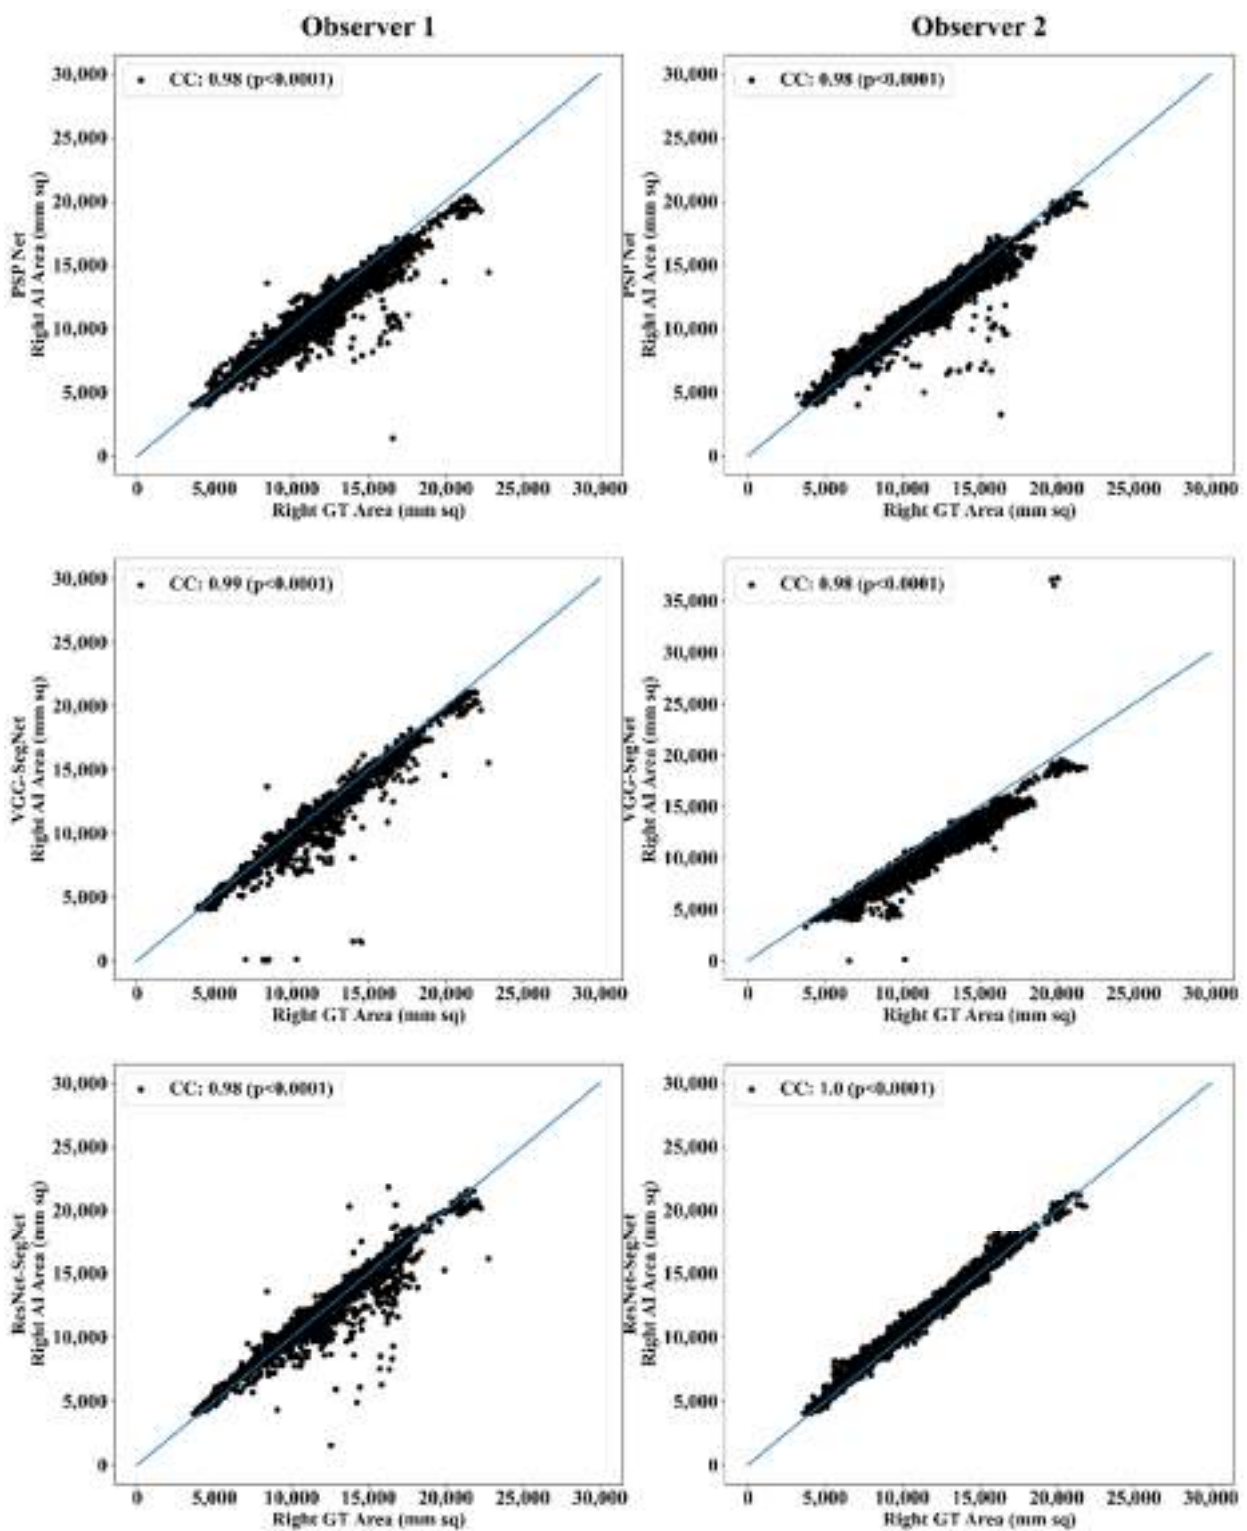 Observer 1
Observer 2
CC: 0.98 (p<0.0001)
30,000
25,000
20,000
15,000
10,000
5,000
0
PSP Net
Right AI Area (mm sq)
0 5,000 10,000 15,000 20,000 25,000 30,000
Right GT Area (mm sq)
CC: 0.98 (p<0.0001)
30,000
25,000
20,000
15,000
10,000
5,000
0
PSP Net
Right AI Area (mm sq)
0 5,000 10,000 15,000 20,000 25,000 30,000
Right GT Area (mm sq)
CC: 0.99 (p<0.0001)
30,000
25,000
20,000
15,000
10,000
5,000
0
VGG-SegNet
Right AI Area (mm sq)
0 5,000 10,000 15,000 20,000 25,000 30,000
Right GT Area (mm sq)
CC: 0.98 (p<0.0001)
35,000
30,000
25,000
20,000
15,000
10,000
5,000
0
VGG-SegNet
Right AI Area (mm sq)
0 5,000 10,000 15,000 20,000 25,000 30,000
Right GT Area (mm sq)
CC: 0.98 (p<0.0001)
30,000
25,000
20,000
15,000
10,000
5,000
0
ResNet-SegNet
Right AI Area (mm sq)
0 5,000 10,000 15,000 20,000 25,000 30,000
Right GT Area (mm sq)
CC: 1.0 (p<0.0001)
30,000
25,000
20,000
15,000
10,000
5,000
0
ResNet-SegNet
Right AI Area (mm sq)
0 5,000 10,000 15,000 20,000 25,000 30,000
Right GT Area (mm sq)